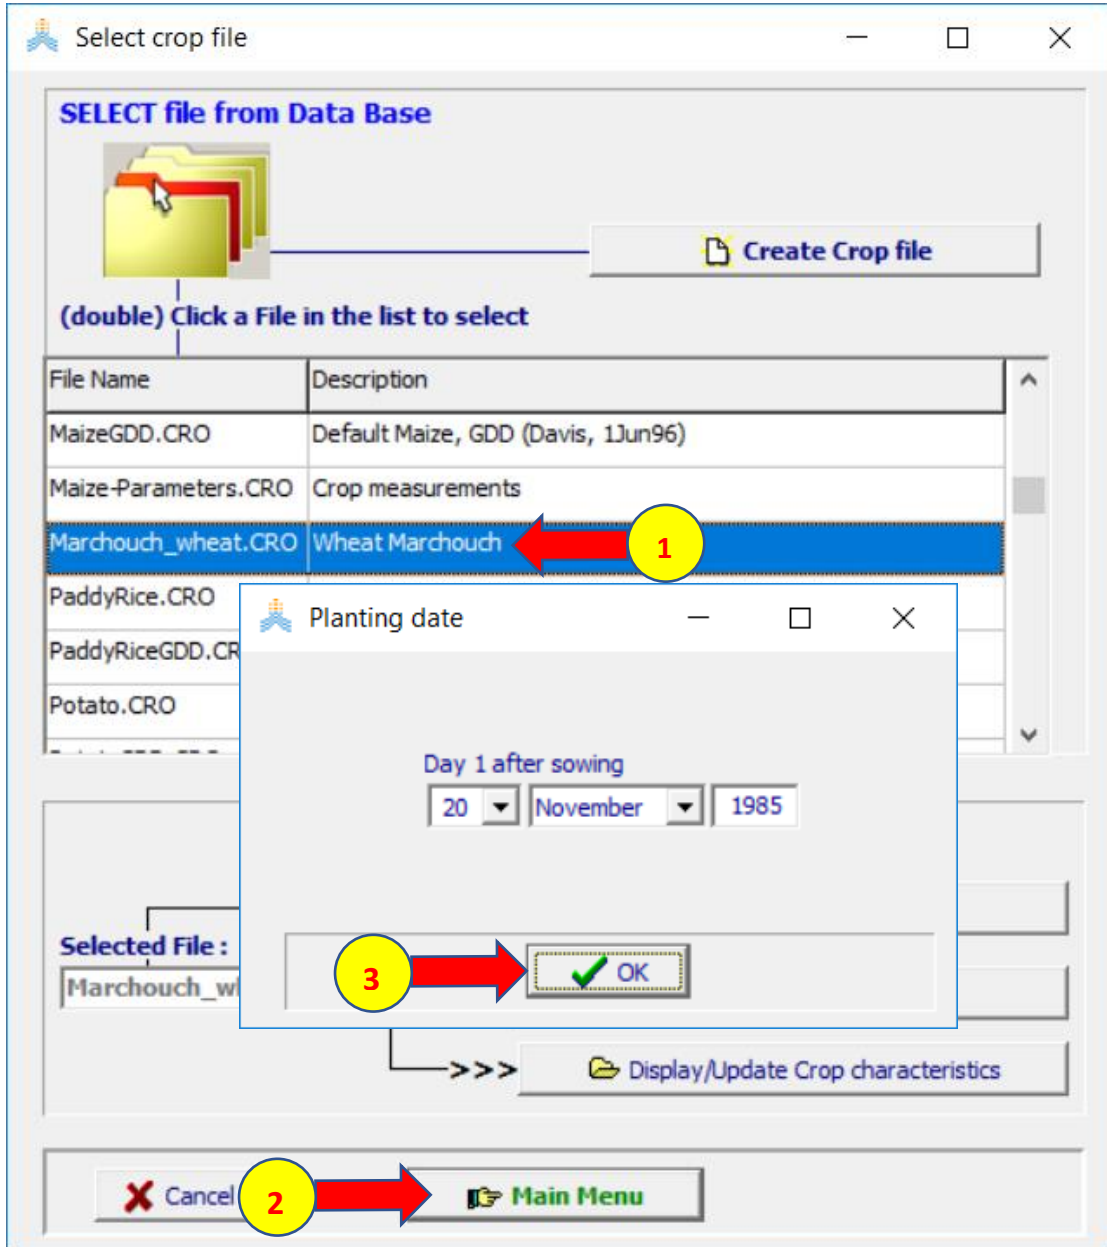 Select crop file
SELECT file from Data Base
Create Crop file
(double) Click a File in the list to select
File Name Description
MaizeGDD.CRO Default Maize, GDD (Davis, 1Jun96)
Maize-Parameters.CRO Crop measurements
Marchouch_wheat.CRO Wheat Marchouch 1
PaddyRice.CRO
Planting date
PaddyRiceGDD.CR
Potato.CRO
Day 1 after sowing
20 November 1985
Selected File :
Marchouch_w
3 OK
>>> Display/Update Crop characteristics
Cancel 2 Main Menu